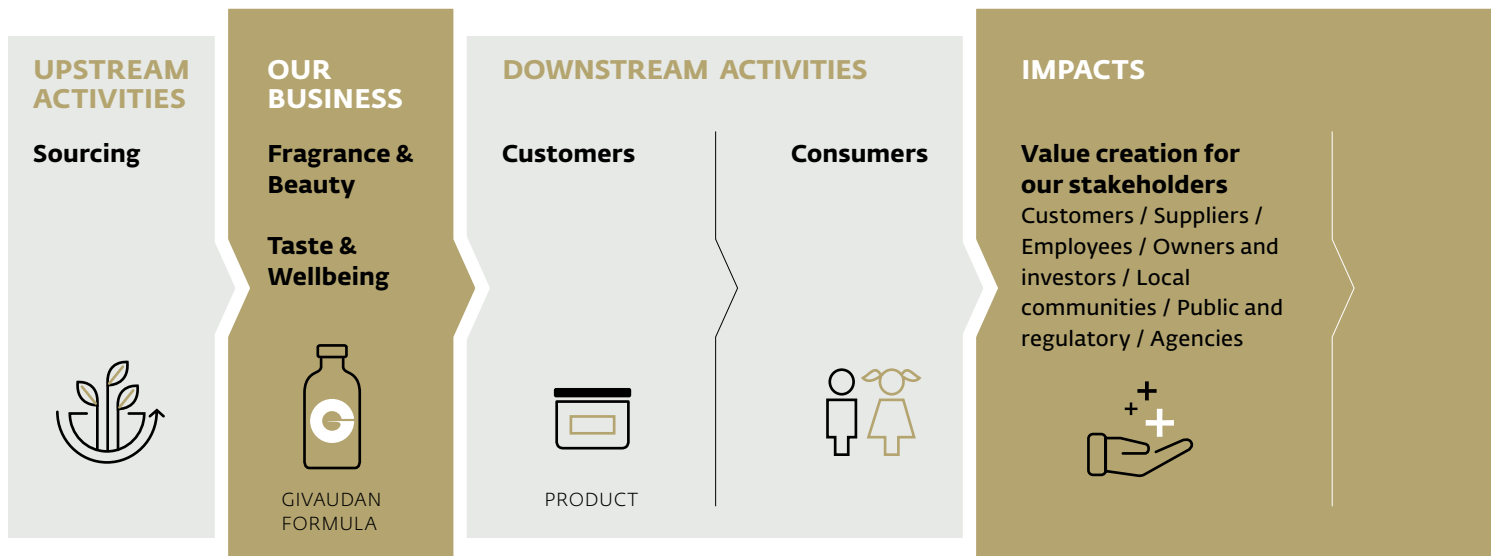 UPSTREAM
ACTIVITIES
Sourcing
OUR
BUSINESS
Fragrance &
Beauty
Taste &
Wellbeing
GIVAUDAN
FORMULA
DOWNSTREAM ACTIVITIES
Customers
PRODUCT
Consumers
IMPACTS
Value creation for
our stakeholders
Customers / Suppliers /
Employees / Owners and
investors / Local
communities / Public and
regulatory / Agencies